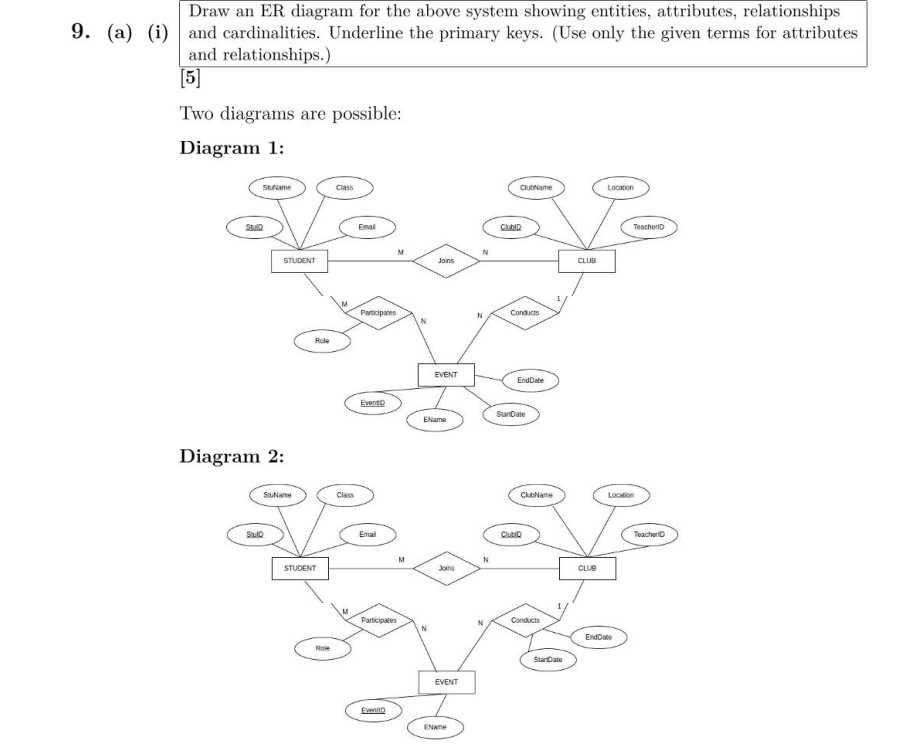 9. (a) (i) Draw an ER diagram for the above system showing entities, attributes, relationships
and cardinalities. Underline the primary keys. (Use only the given terms for attributes
and relationships.)
[5]
Two diagrams are possible:
Diagram 1:
StuName Class ClubName Location
StuID Email ClubID TeacherID
M N
STUDENT Joins CLUB
M 1
Participates N N Conducts
Role
EVENT EndDate
EventID EName StartDate
Diagram 2:
StuName Class ClubName Location
StuID Email ClubID TeacherID
M N
STUDENT Joins CLUB
M 1
Participates N N Conducts
EndDate
Role StartDate
EVENT
EventID EName